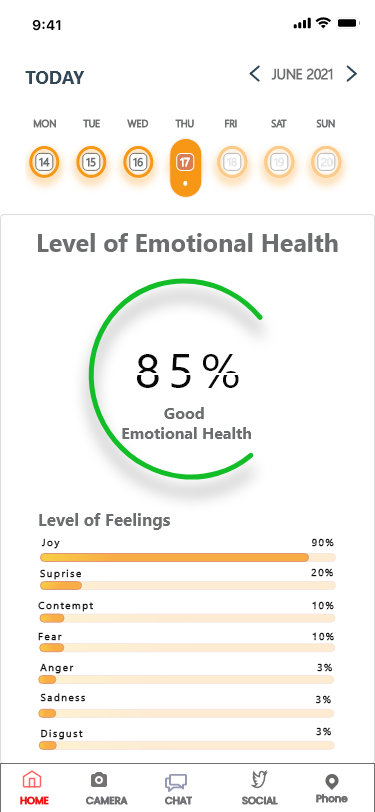 9:41
TODAY
JUNE 2021
MON TUE WED THU FRI SAT SUN
14 15 16 17 18 19 20
Level of Emotional Health
85%
Good
Emotional Health
Level of Feelings
Joy 90%
Suprise 20%
Contempt 10%
Fear 10%
Anger 3%
Sadness 3%
Disgust 3%
HOME CAMERA CHAT SOCIAL Phone